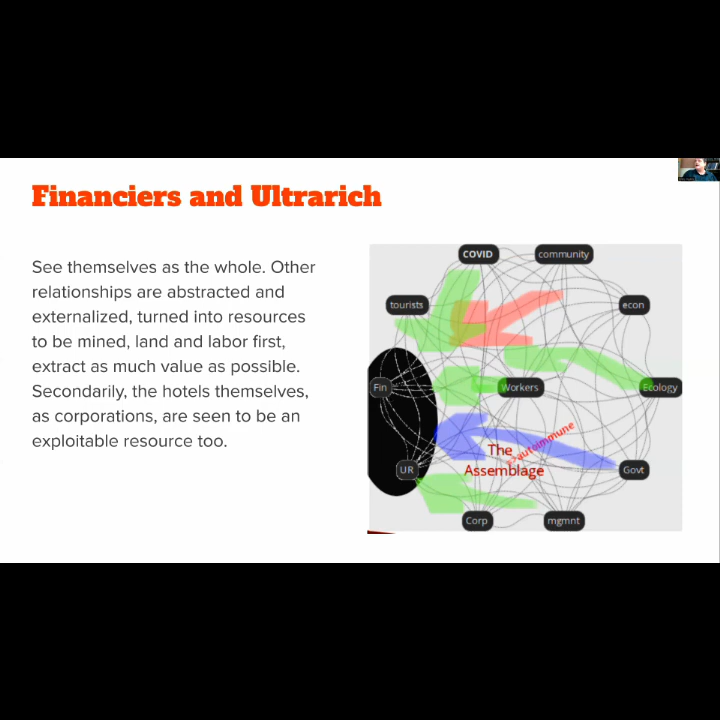 Financiers and Ultrarich
See themselves as the whole. Other
relationships are abstracted and
externalized, turned into resources
to be mined, land and labor first,
extract as much value as possible.
Secondarily, the hotels themselves,
as corporations, are seen to be an
exploitable resource too.
COVID
community
tourists
econ
Fin
Workers
Ecology
=>autoimmune
The
Assemblage
UR
Govt
Corp
mgmnt